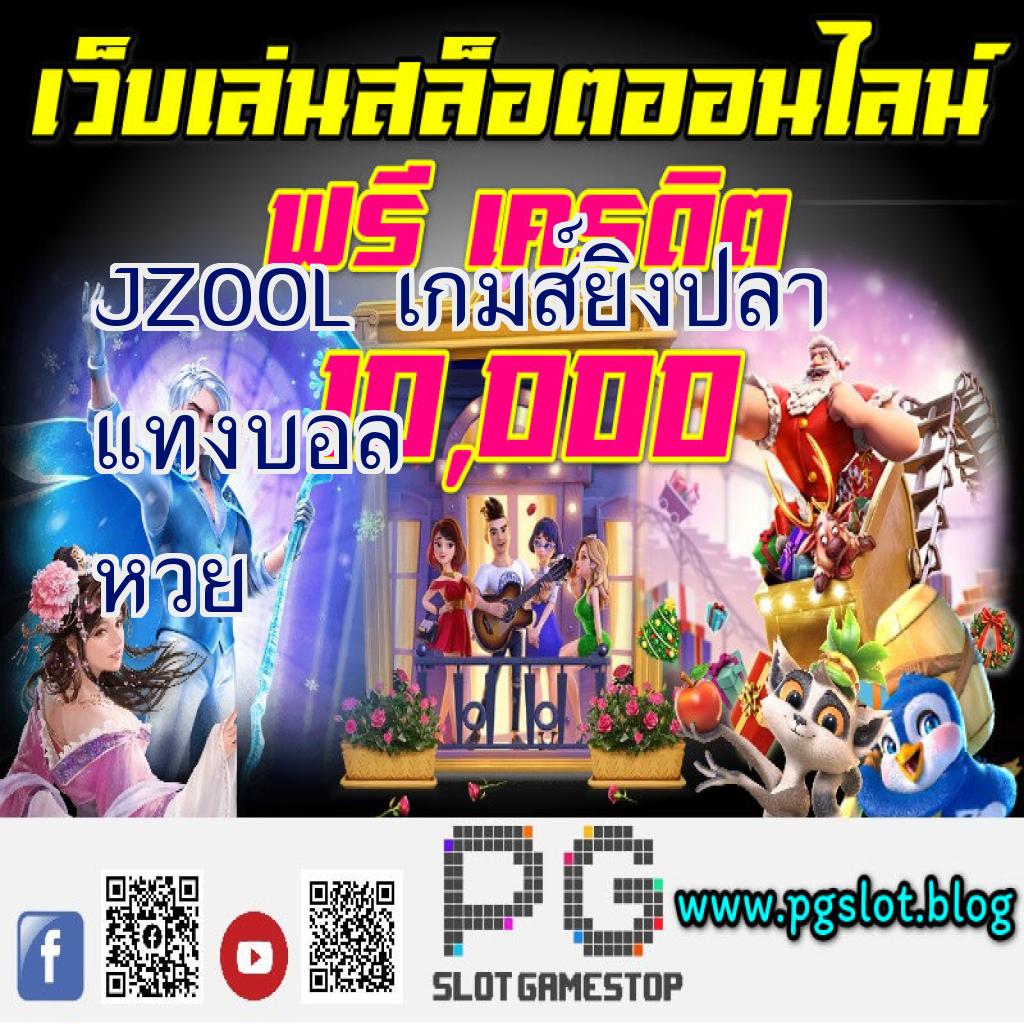 เว็บเล่นสล็อตออนไลน์
ฟรี เครดิต
JZOOL เกมส์ยิงปลา
10,000
แทงบอล
หวย
PG
www.pgslot.blog
SLOT GAMESTOP